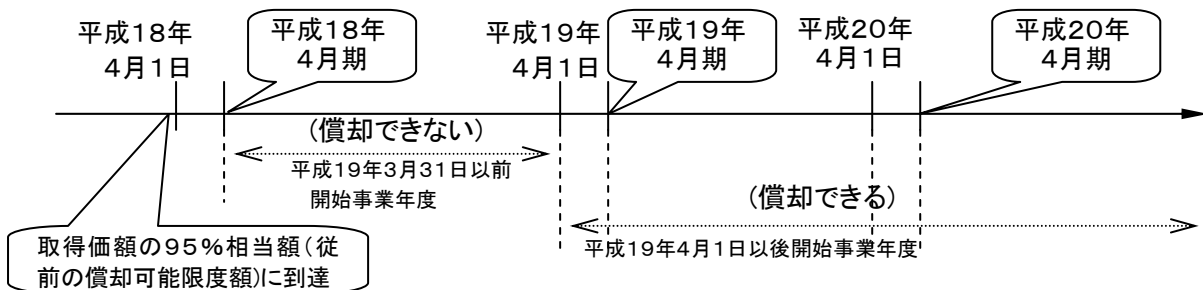 平成18年
4月1日
平成18年
4月期
平成19年
4月1日
平成19年
4月期
平成20年
4月1日
平成20年
4月期
(償却できない)
平成19年3月31日以前
開始事業年度
(償却できる)
平成19年4月1日以後開始事業年度
取得価額の95%相当額(従
前の償却可能限度額)に到達